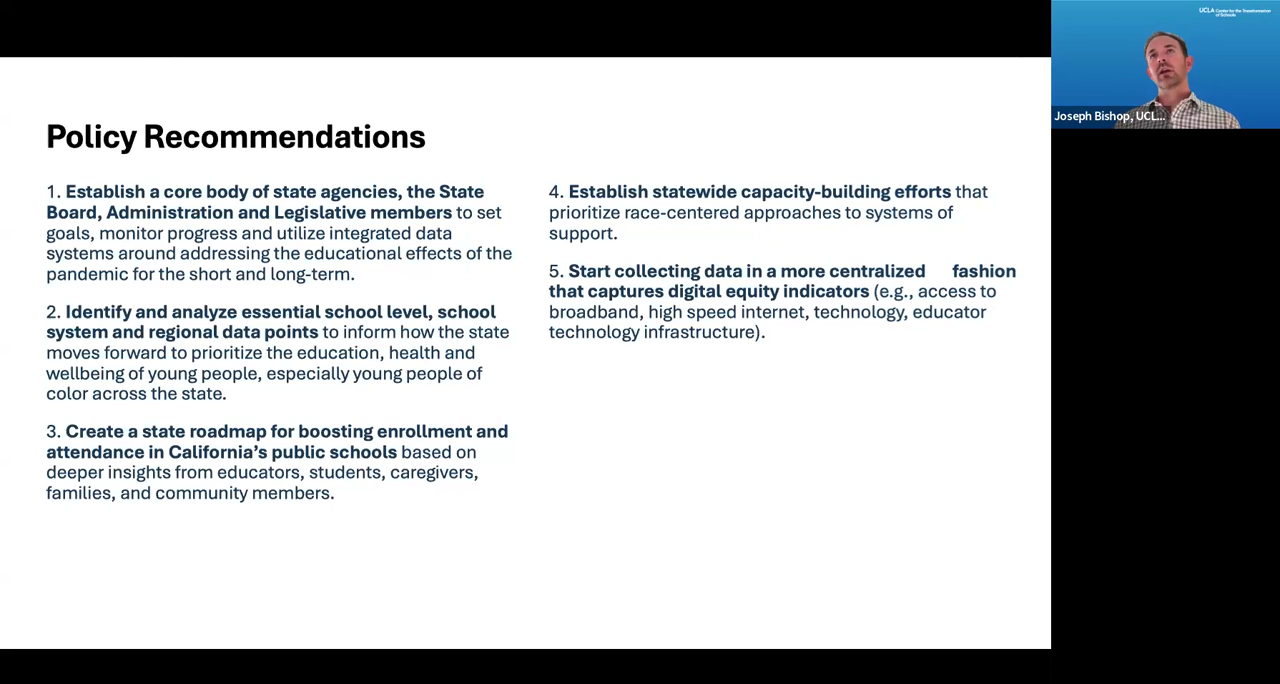 Policy Recommendations
1. Establish a core body of state agencies, the State
Board, Administration and Legislative members to set
goals, monitor progress and utilize integrated data
systems around addressing the educational effects of the
pandemic for the short and long-term.
2. Identify and analyze essential school level, school
system and regional data points to inform how the state
moves forward to prioritize the education, health and
wellbeing of young people, especially young people of
color across the state.
3. Create a state roadmap for boosting enrollment and
attendance in California’s public schools based on
deeper insights from educators, students, caregivers,
families, and community members.
4. Establish statewide capacity-building efforts that
prioritize race-centered approaches to systems of
support.
5. Start collecting data in a more centralized fashion
that captures digital equity indicators (e.g., access to
broadband, high speed internet, technology, educator
technology infrastructure).
UCLA Center for the Transformation
of Schools
Joseph Bishop, UCL...